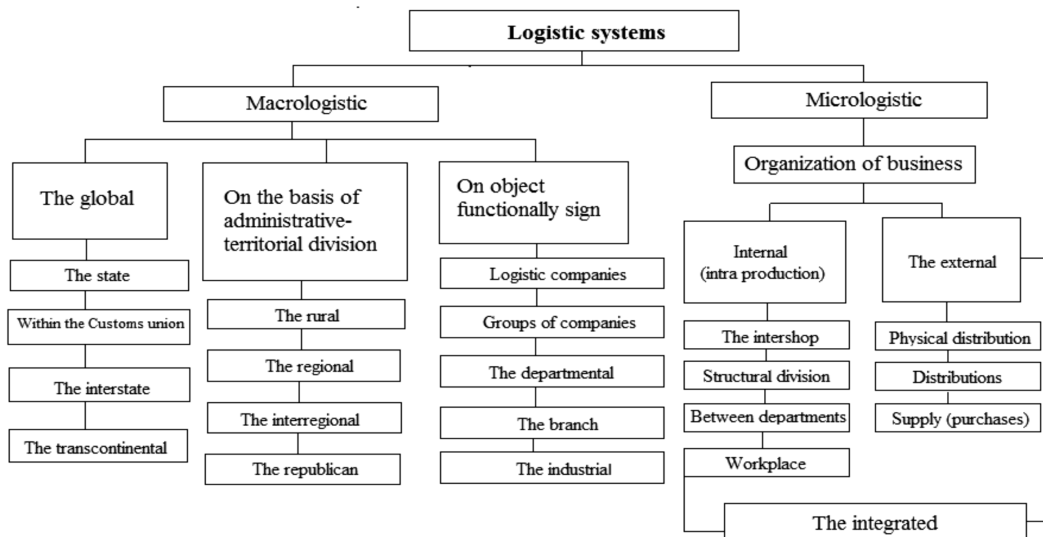 Logistic systems
Macrologistic
Micrologistic
Organization of business
The global
On the basis of
administrative-
territorial division
On object
functionally sign
Internal
(intra production)
The external
The state
Within the Customs union
The interstate
The transcontinental
The rural
The regional
The interregional
The republican
Logistic companies
Groups of companies
The departmental
The branch
The industrial
The intershop
Structural division
Between departments
Workplace
Physical distribution
Distributions
Supply (purchases)
The integrated